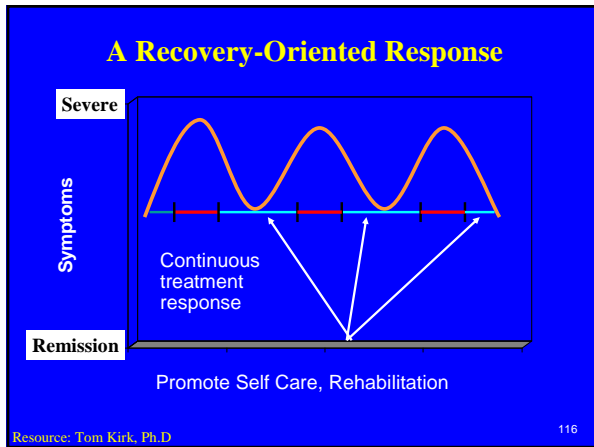 A Recovery-Oriented Response
Severe
Symptoms
Continuous
treatment
response
Remission
Promote Self Care, Rehabilitation
Resource: Tom Kirk, Ph.D
116